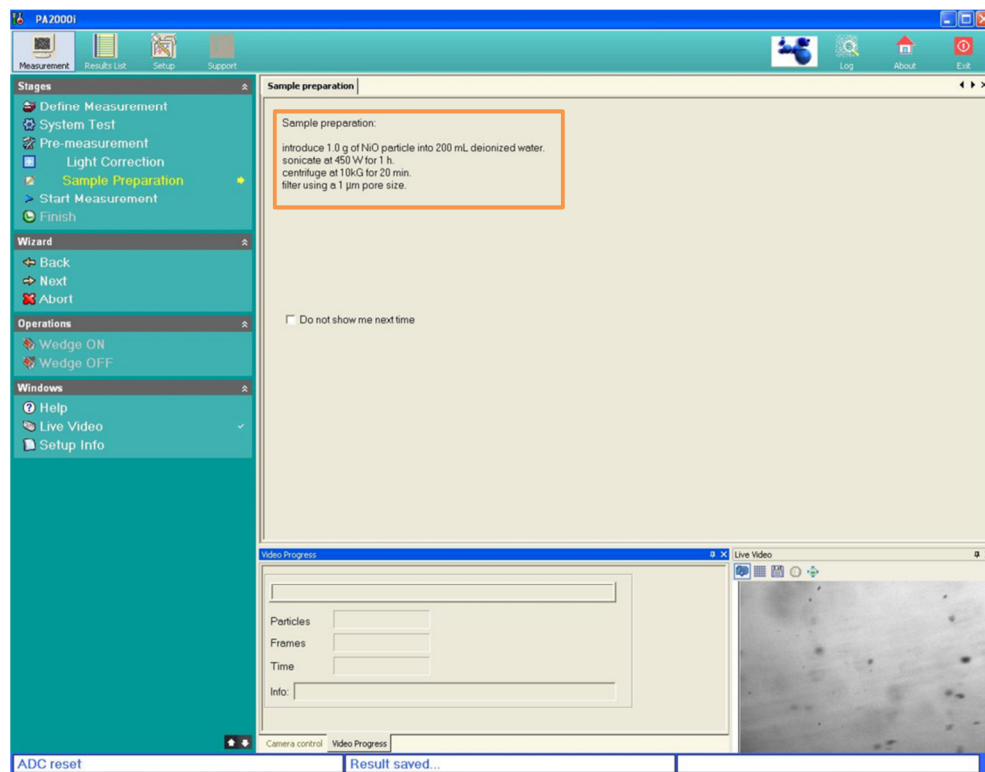 PA2000i
Measurement
Results List
Setup
Support
Log
About
Exit
Stages
Define Measurement
System Test
Pre-measurement
Light Correction
Sample Preparation
Start Measurement
Finish
Wizard
Back
Next
Abort
Operations
Wedge ON
Wedge OFF
Windows
Help
Live Video
Setup Info
Sample preparation
Sample preparation:
introduce 1.0 g of NiO particle into 200 mL deionized water.
sonicate at 450 W for 1 h.
centrifuge at 10kG for 20 min.
filter using a 1 µm pore size.
Do not show me next time
Video Progress
Particles
Frames
Time
Info:
Camera control
Video Progress
Live Video
ADC reset
Result saved...